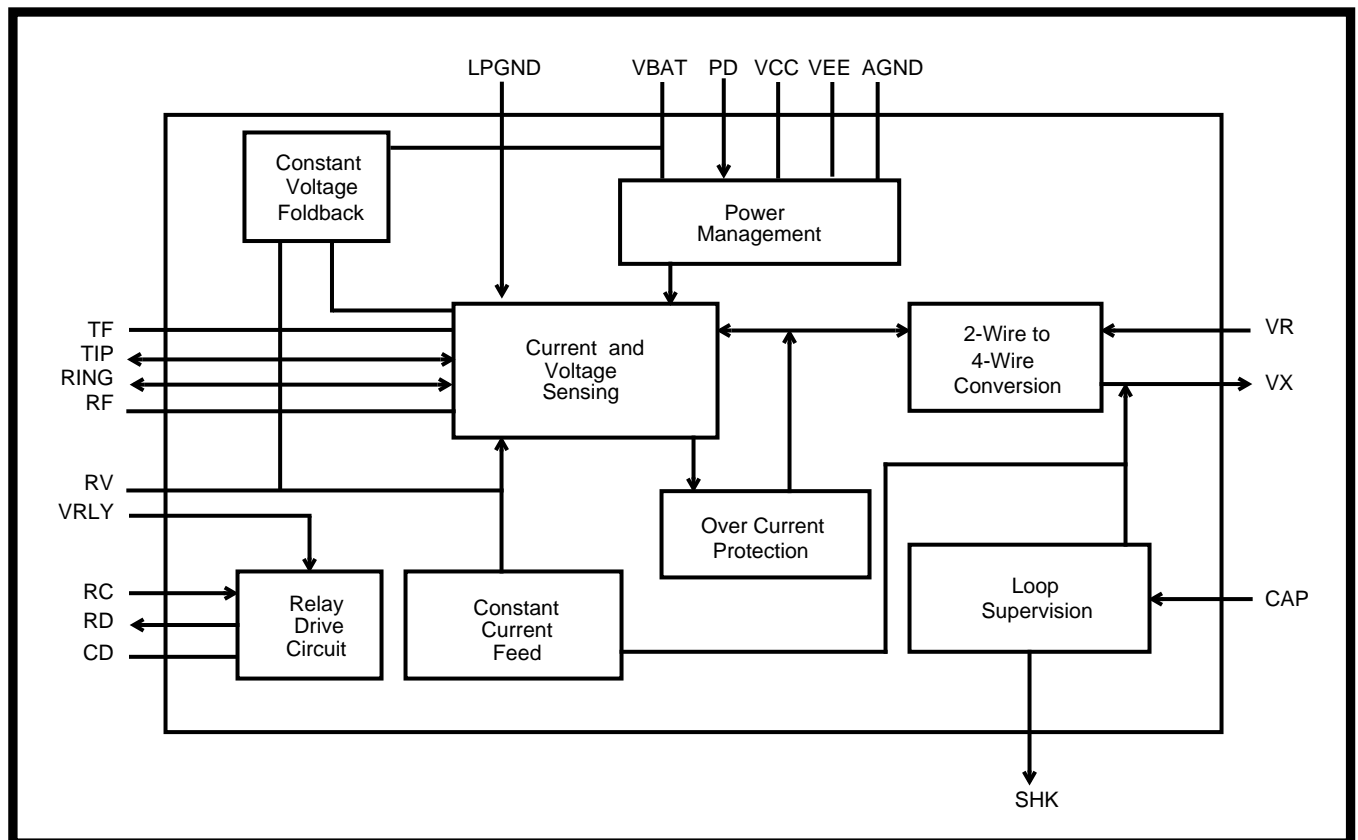 LPGND VBAT PD VCC VEE AGND
Constant
Voltage
Foldback
Power
Management
TF
TIP
RING
RF
Current and
Voltage
Sensing
2-Wire to
4-Wire
Conversion
VR
VX
RV
VRLY
Over Current
Protection
RC
RD
CD
Relay
Drive
Circuit
Constant
Current
Feed
Loop
Supervision
CAP
SHK